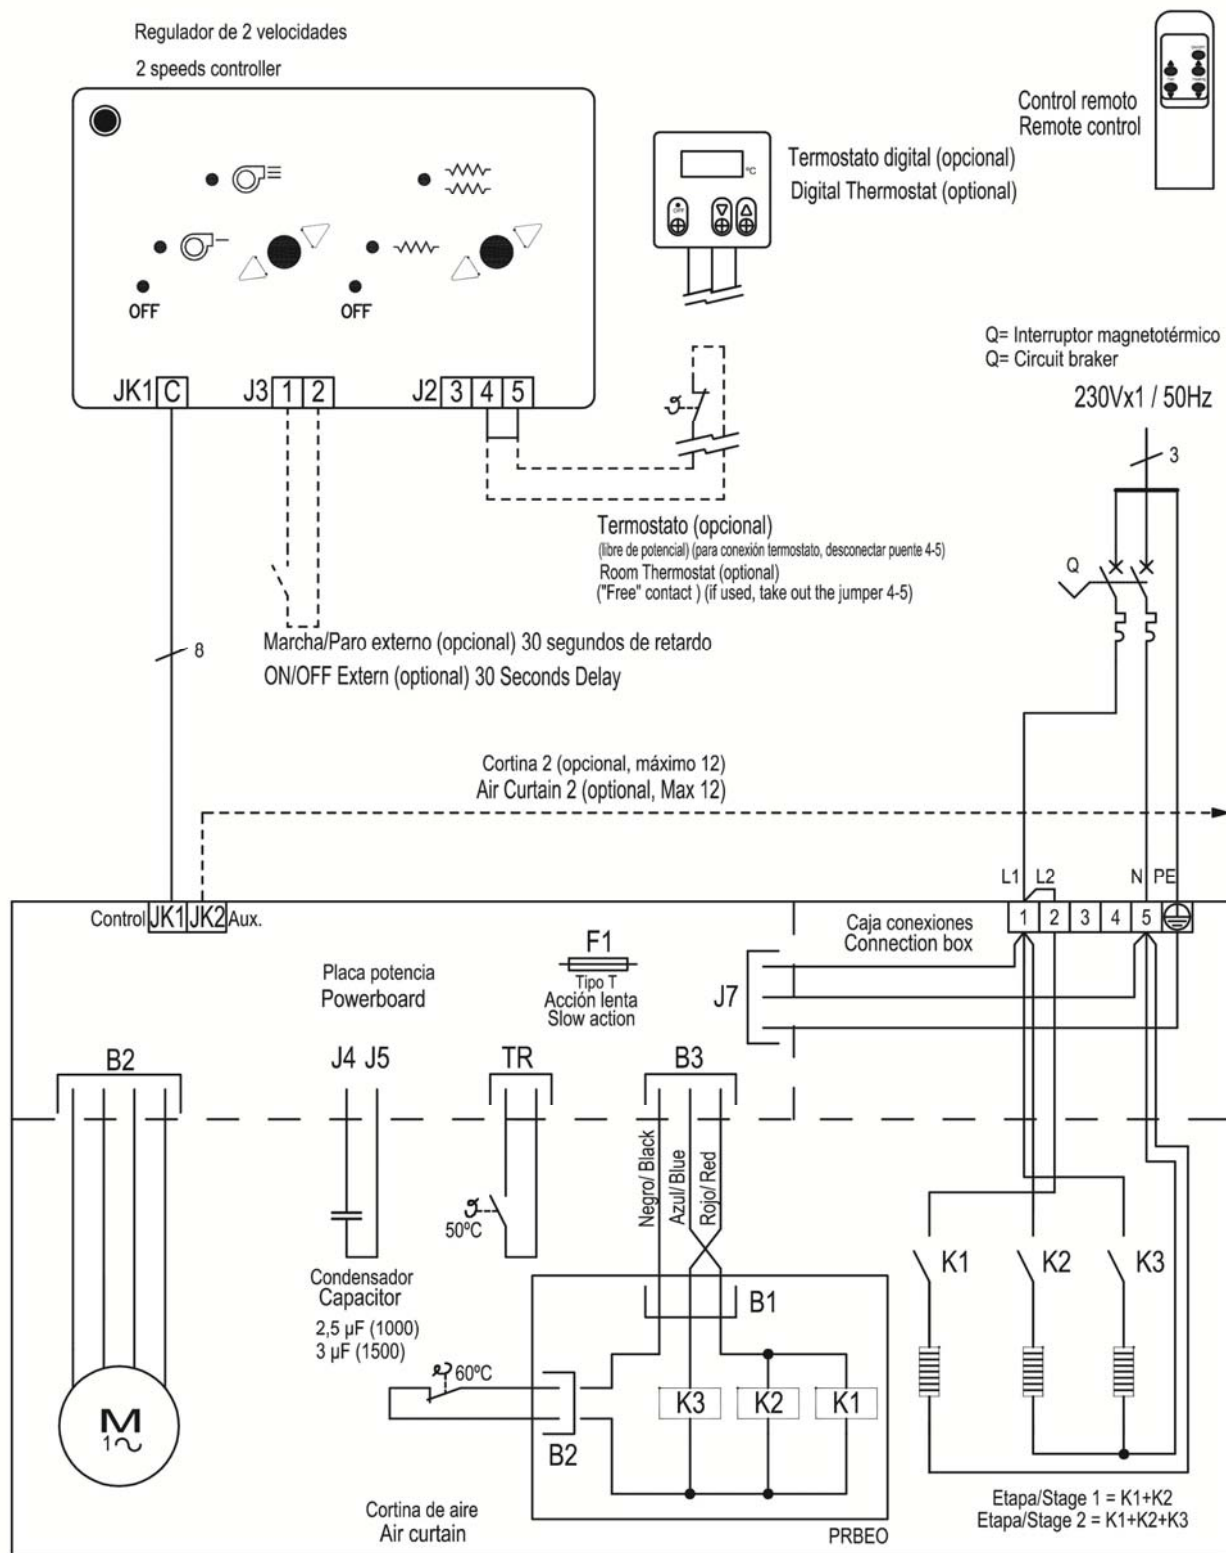 Regulador de 2 velocidades
2 speeds controller
Control remoto
Remote control
Termostato digital (opcional)
Digital Thermostat (optional)
°C
OFF
OFF
OFF
JK1 C
J3 1 2
J2 3 4 5
Q= Interruptor magnetotérmico
Q= Circuit braker
230Vx1 / 50Hz
3
Q
Termostato (opcional)
(libre de potencial) (para conexión termostato, desconectar puente 4-5)
Room Thermostat (optional)
("Free" contact ) (if used, take out the jumper 4-5)
8
Marcha/Paro externo (opcional) 30 segundos de retardo
ON/OFF Extern (optional) 30 Seconds Delay
Cortina 2 (opcional, máximo 12)
Air Curtain 2 (optional, Max 12)
L1 L2 N PE
Control JK1 JK2 Aux.
Caja conexiones
Connection box
1 2 3 4 5
Placa potencia
Powerboard
F1
Tipo T
Acción lenta
Slow action
J7
B2
J4 J5
TR
B3
Negro/ Black
Azul/ Blue
Rojo/ Red
50ºC
Condensador
Capacitor
2,5 µF (1000)
3 µF (1500)
60ºC
B1
K1
K2
K3
K3
K2
K1
B2
M
1
Cortina de aire
Air curtain
PRBEO
Etapa/Stage 1 = K1+K2
Etapa/Stage 2 = K1+K2+K3